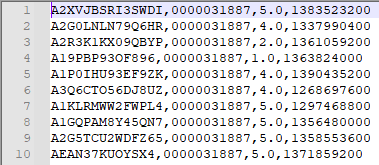 1 A2XVJBSRI3SWDI,0000031887,5.0,1383523200
2 A2G0LNLN79Q6HR,0000031887,4.0,1337990400
3 A2R3K1KX09QBYP,0000031887,2.0,1361059200
4 A19PBP93OF896,0000031887,1.0,1363824000
5 A1P0IHU93EF9ZK,0000031887,4.0,1390435200
6 A3Q6CTO56DJ8UZ,0000031887,4.0,1268697600
7 A1KLRMWW2FWPL4,0000031887,5.0,1297468800
8 A1GQPAM8Y45QN7,0000031887,5.0,1356480000
9 A2G5TCU2WDFZ65,0000031887,5.0,1358553600
10 AEAN37KUOYSX4,0000031887,5.0,1371859200